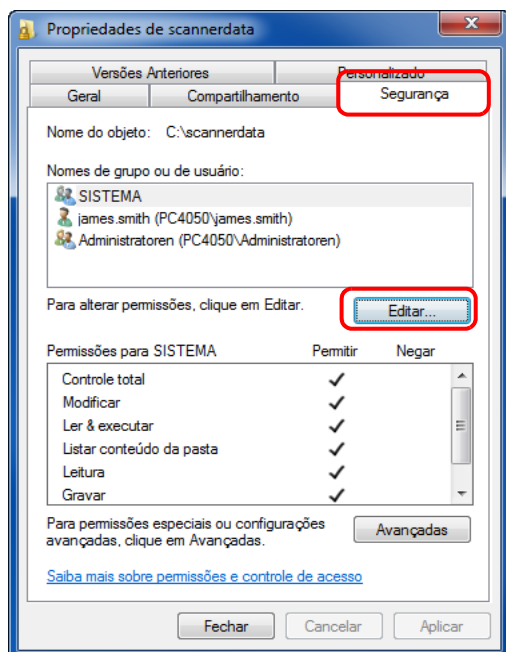 Propriedades de scannerdata
Versões Anteriores
Personalizado
Geral
Compartilhamento
Segurança
Nome do objeto: C:\scannerdata
Nomes de grupo ou de usuário:
SISTEMA
james.smith (PC4050\james.smith)
Administratoren (PC4050\Administratoren)
Para alterar permissões, clique em Editar.
Editar...
Permissões para SISTEMA Permitir Negar
Controle total
Modificar
Ler & executar
Listar conteúdo da pasta
Leitura
Gravar
Para permissões especiais ou configurações
avançadas, clique em Avançadas.
Avançadas
Saiba mais sobre permissões e controle de acesso
Fechar
Cancelar
Aplicar